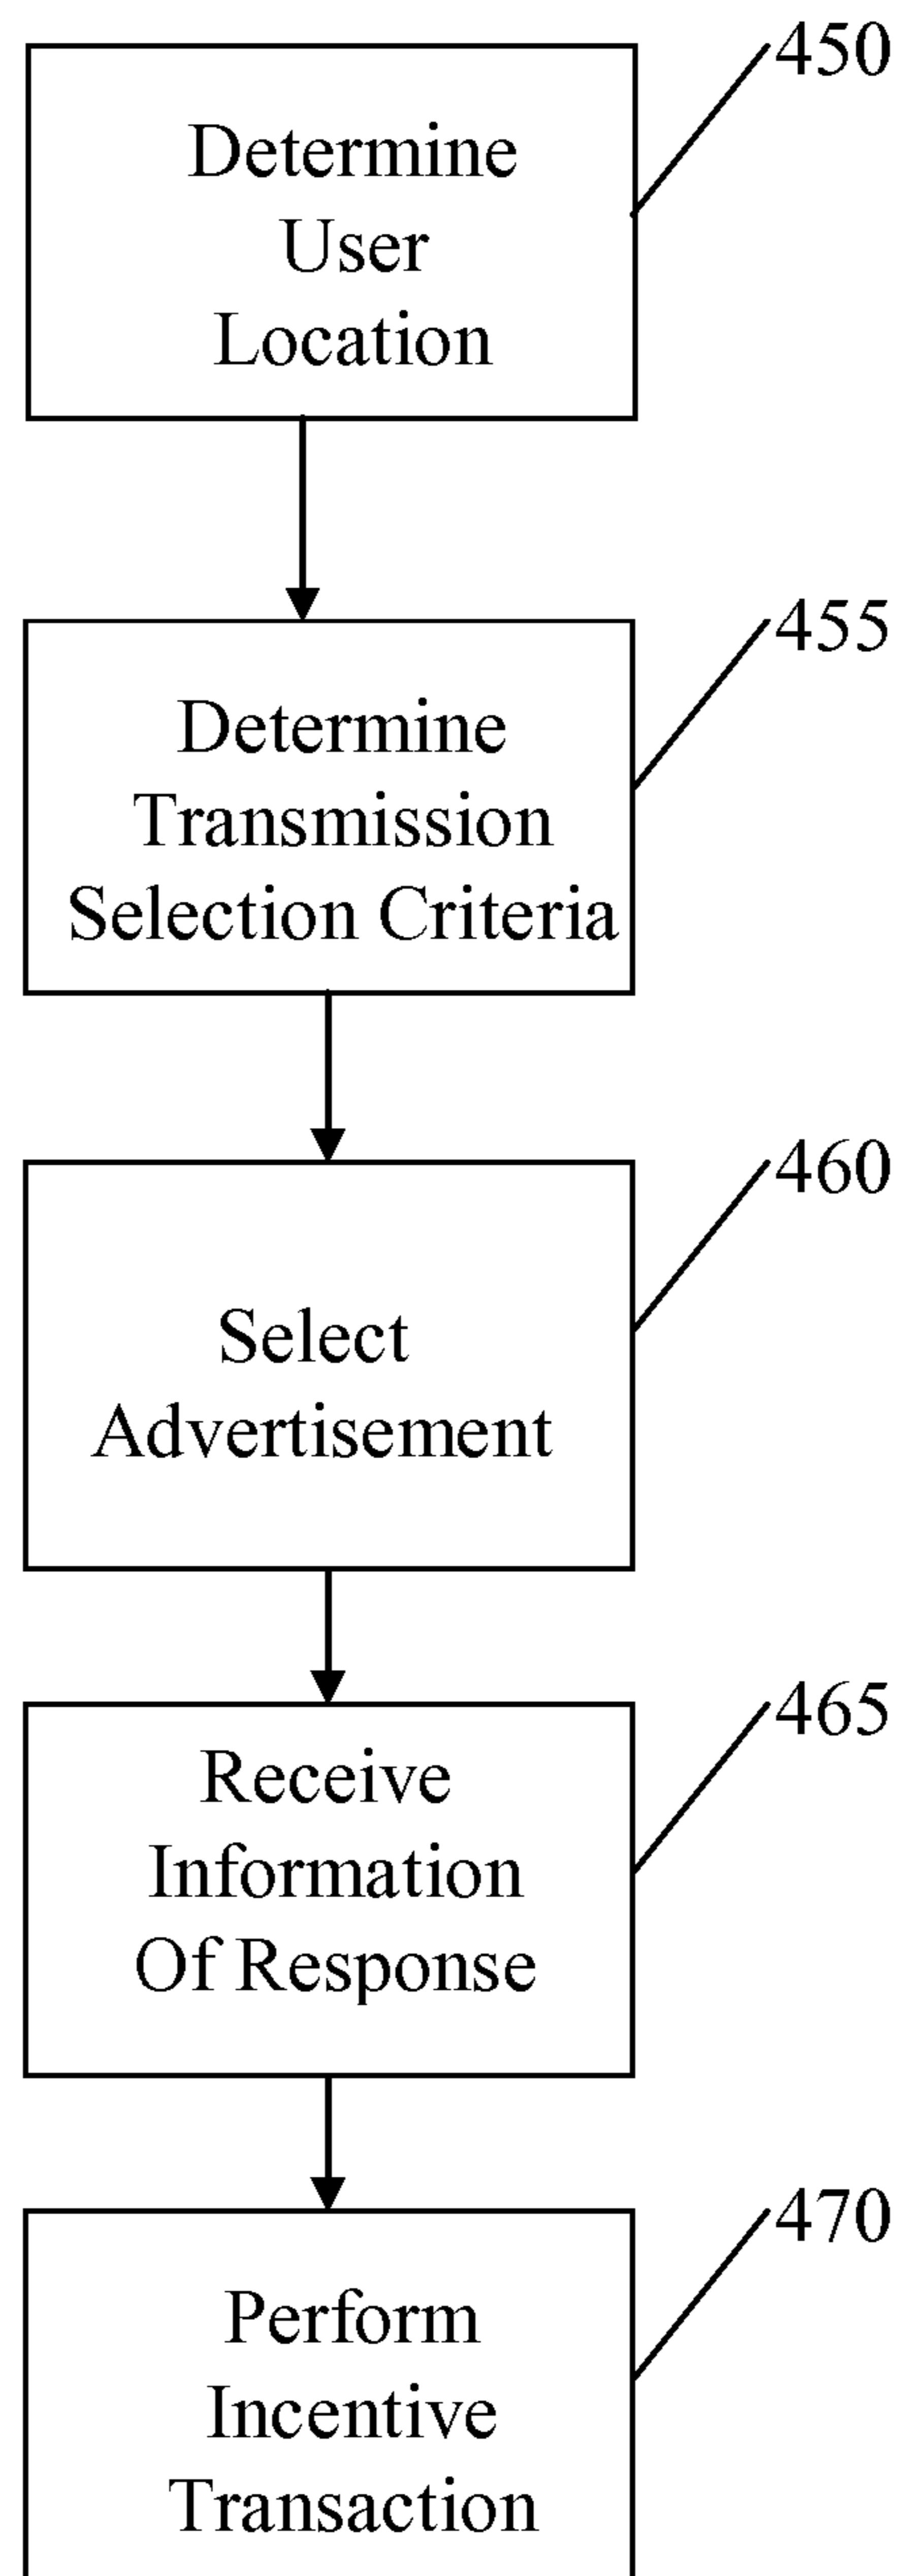 450
Determine
User
Location
455
Determine
Transmission
Selection Criteria
460
Select
Advertisement
465
Receive
Information
Of Response
470
Perform
Incentive
Transaction